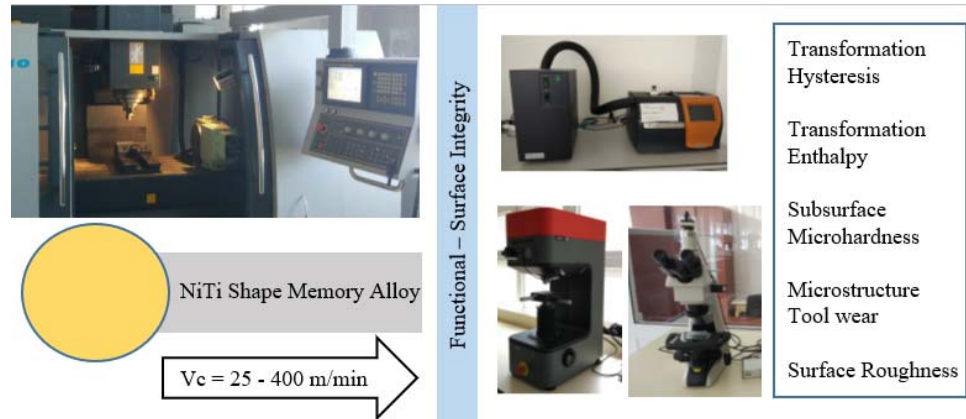 NiTi Shape Memory Alloy
Vc = 25 - 400 m/min
Functional – Surface Integrity
Transformation
Hysteresis
Transformation
Enthalpy
Subsurface
Microhardness
Microstructure
Tool wear
Surface Roughness